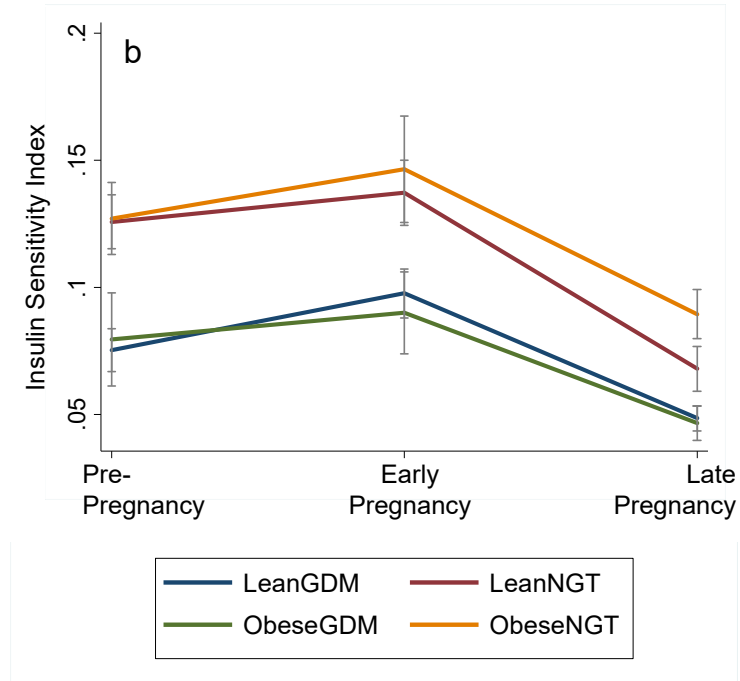 b
Insulin Sensitivity Index
.2
.15
.1
.05
Pre-
Pregnancy
Early
Pregnancy
Late
Pregnancy
LeanGDM
LeanNGT
ObeseGDM
ObeseNGT